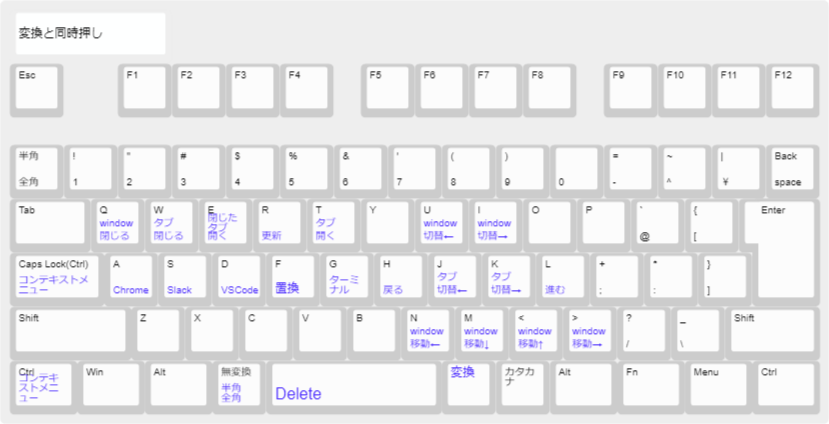 変換と同時押し
Esc F1 F2 F3 F4 F5 F6 F7 F8 F9 F10 F11 F12
半角 ! " # $ % & ' ( ) = ~ | Back
全角 1 2 3 4 5 6 7 8 9 0 - ^ ¥ space
Tab Q W E R T Y U I O P ` { Enter
window タブ 閉じた タブ window window
タブ
閉じる 閉じる 開く 更新 開く 切替← 切替→ @ [
Caps Lock(Ctrl) A S D F G H J K L + * }
コンテキストメ ターミ タブ タブ
ニュー Chrome Slack VSCode 置換 ナル 戻る 切替← 切替→ 進む ; : ]
Shift Z X C V B N M < > ? _ Shift
window window window window
移動← 移動↓ 移動↑ 移動→ / \
Ctrl Win Alt 無変換 変換 カタカ Alt Fn Menu Ctrl
コンテキ ナ
ストメニ 半角
ュー 全角 Delete